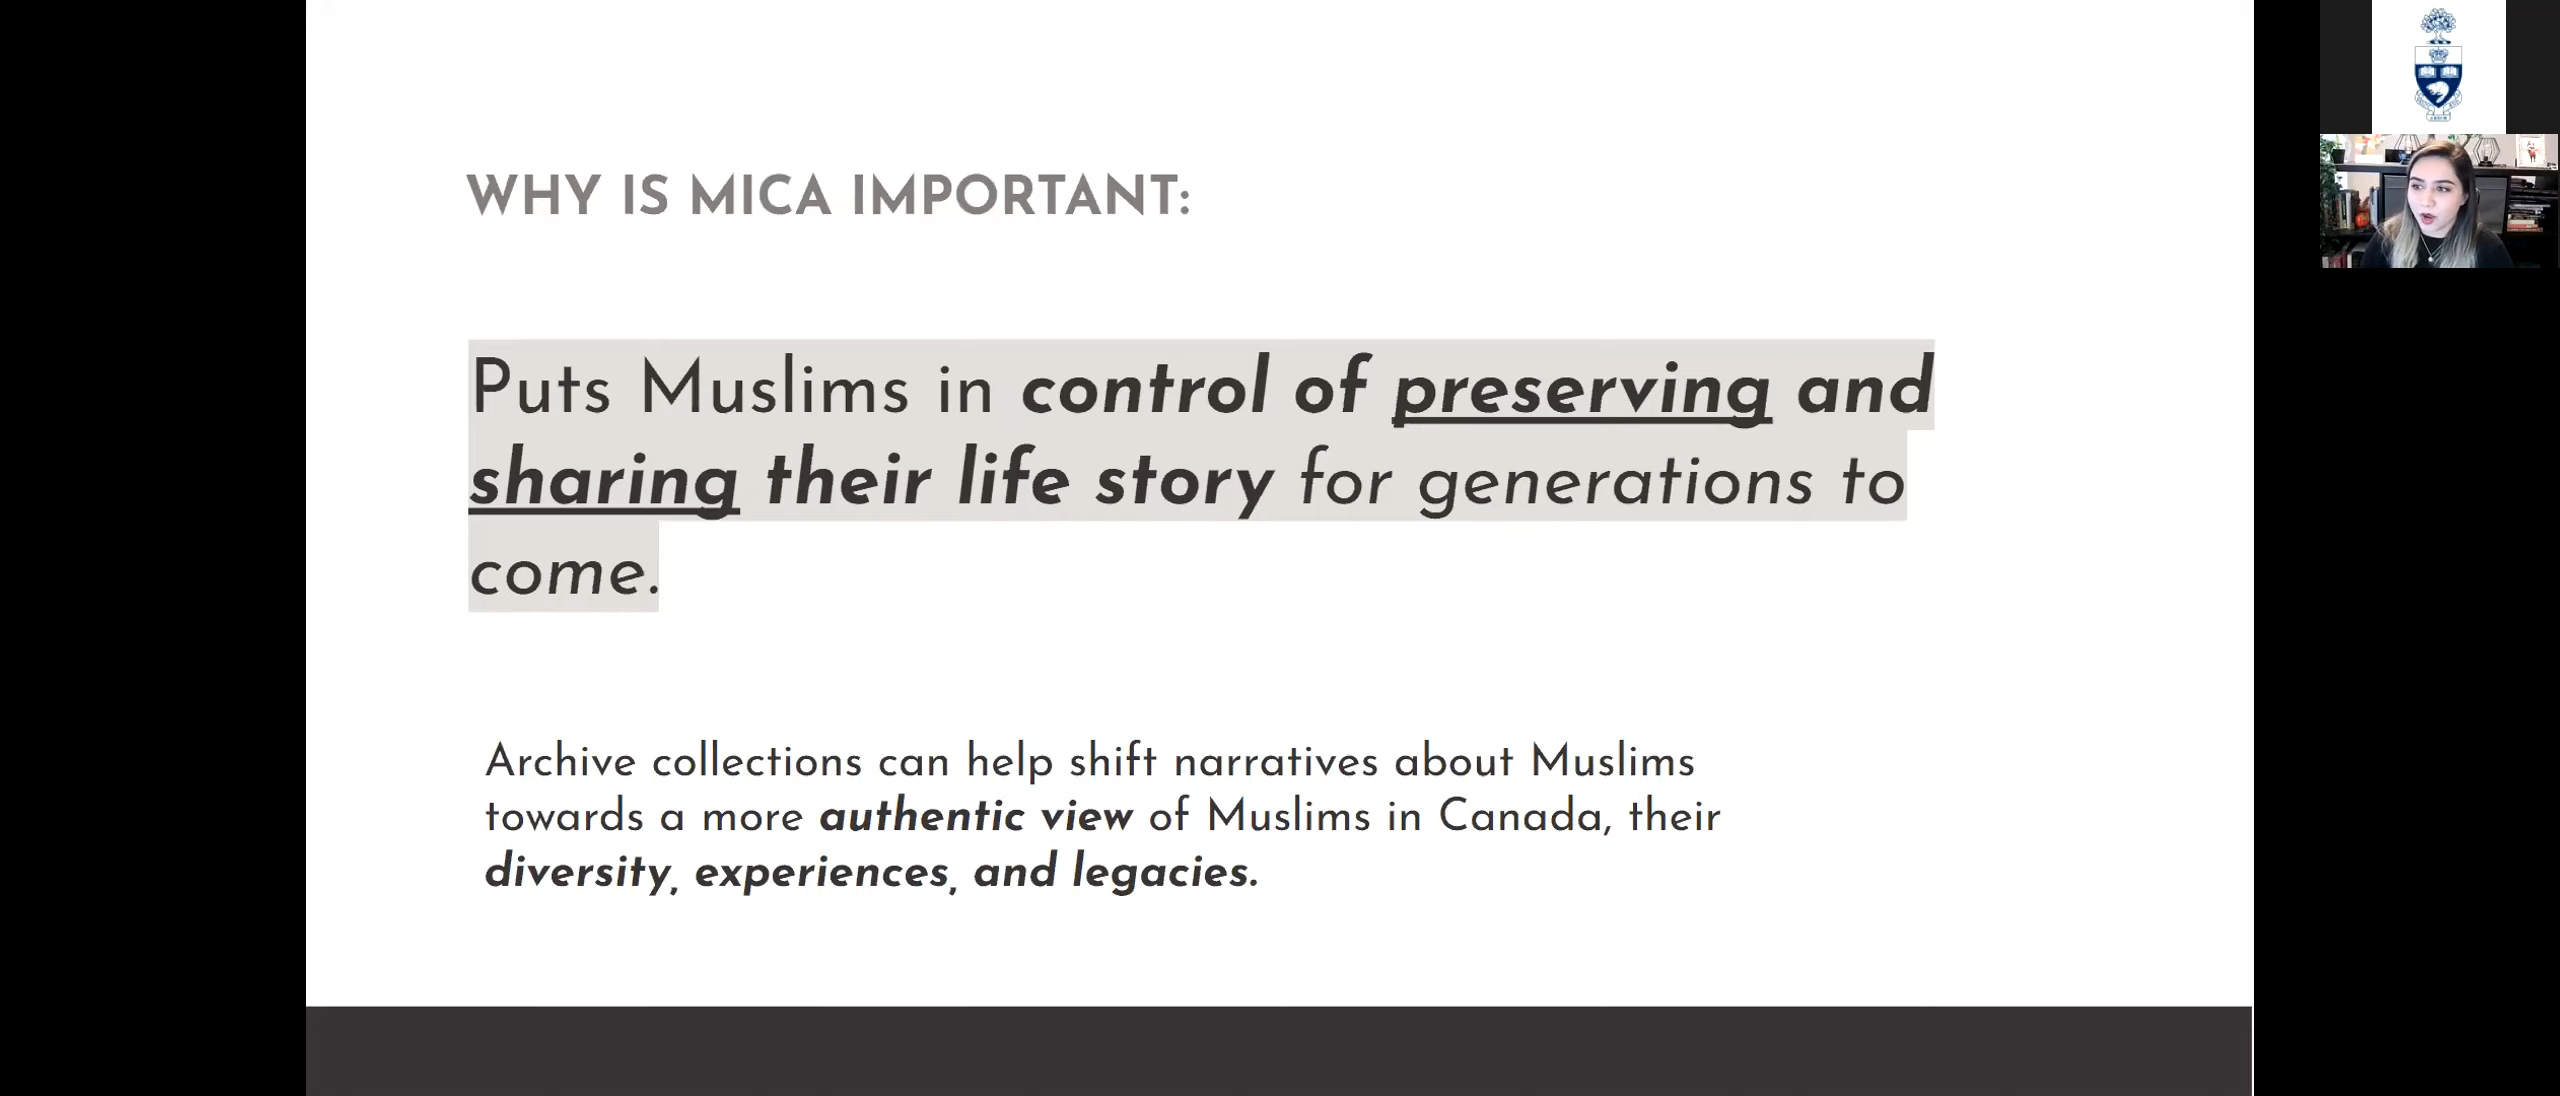 WHY IS MICA IMPORTANT:
Puts Muslims in control of preserving and
sharing their life story for generations to
come.
Archive collections can help shift narratives about Muslims
towards a more authentic view of Muslims in Canada, their
diversity, experiences, and legacies.